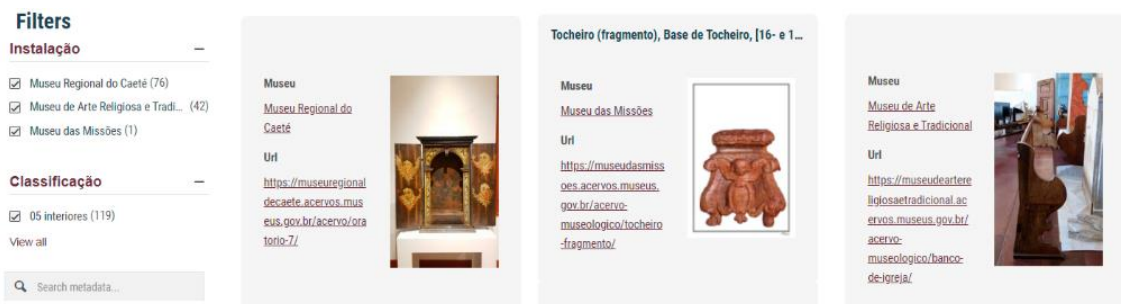 Filters
Instalação
Museu Regional do Caeté (76)
Museu de Arte Religiosa e Tradi... (42)
Museu das Missões (1)
Classificação
05 interiores (119)
View all
Search metadata...
Museu
Museu Regional do
Caeté
Url
https://museuregional
decaete.acervos.mus
eus.gov.br/acervo/ora
torio-7/
Tocheiro (fragmento), Base de Tocheiro, [16- e 1...
Museu
Museu das Missões
Url
https://museudasmiss
oes.acervos.museus.
gov.br/acervo-
museologico/tocheiro
-fragmento/
Museu
Museu de Arte
Religiosa e Tradicional
Url
https://museudeartere
ligiosaetradicional.ac
ervos.museus.gov.br/
acervo-
museologico/banco-
de-igreja/